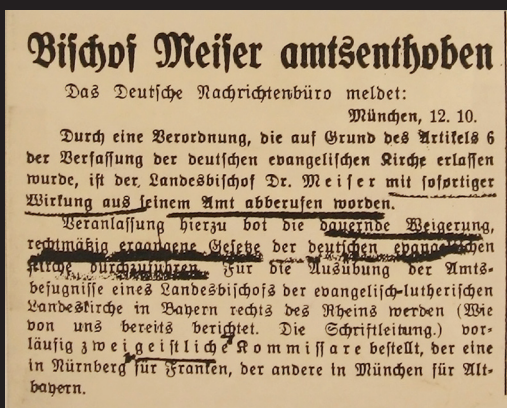 Bischof Meiser amtsenthoben
Das Deutsche Nachrichtenbüro meldet:
München, 12. 10.
Durch eine Verordnung, die auf Grund des Artikels 6
der Verfassung der deutschen evangelischen Kirche erlassen
wurde, ist der Landesbischof Dr. Meiser mit sofortiger
Wirkung aus seinem Amt abberufen worden.
Veranlassung hierzu bot die dauernde Weigerung,
rechtmäßig ergangene Gesetze der deutschen evangelischen
Kirche durchzuführen. Für die Ausübung der Amts-
befugnisse eines Landesbischofs der evangelisch-lutherischen
Landeskirche in Bayern rechts des Rheins werden (Wie
von uns bereits berichtet. Die Schriftleitung.) vor-
läufig zwei geistliche Kommissare bestellt, der eine
in Nürnberg für Franken, der andere in München für Alt-
bayern.